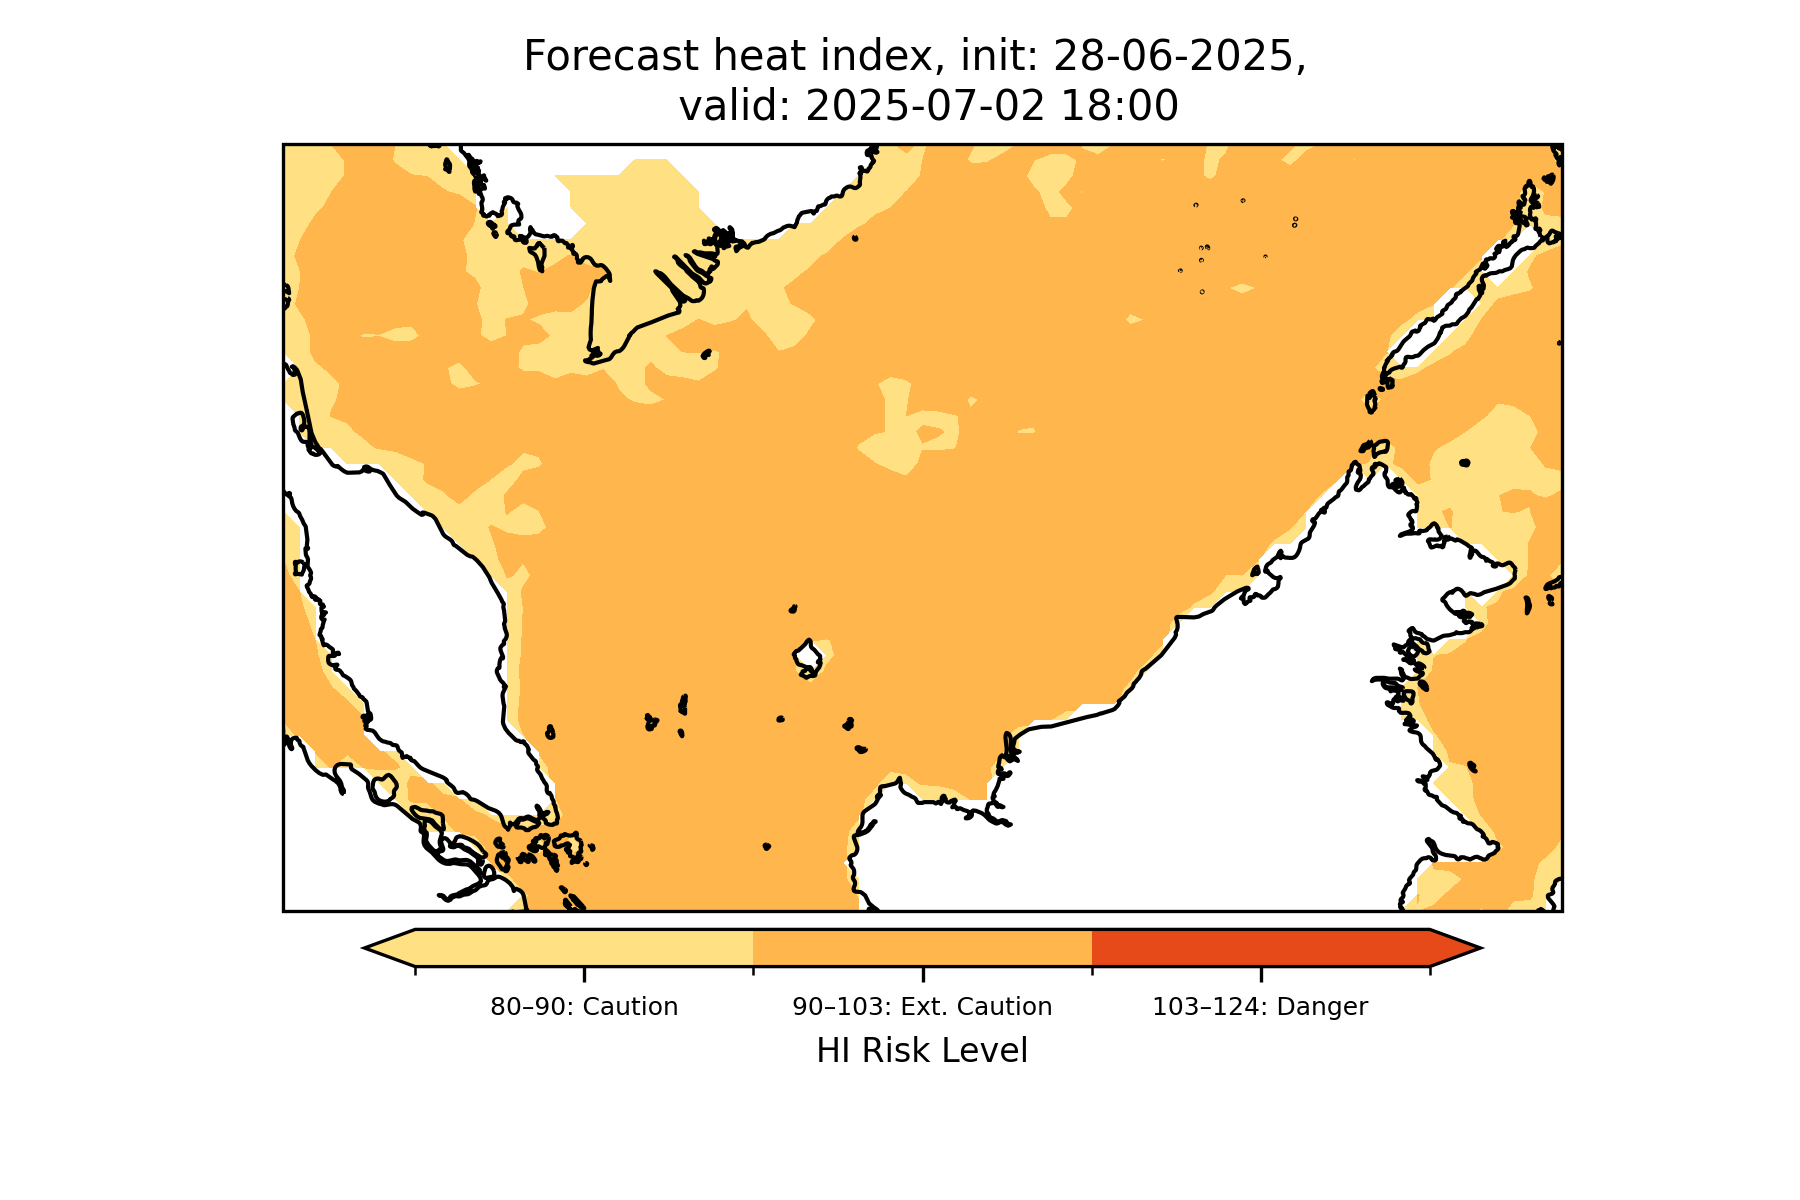 Forecast heat index, init: 28-06-2025,
valid: 2025-07-02 18:00
80–90: Caution
90–103: Ext. Caution
103–124: Danger
HI Risk Level